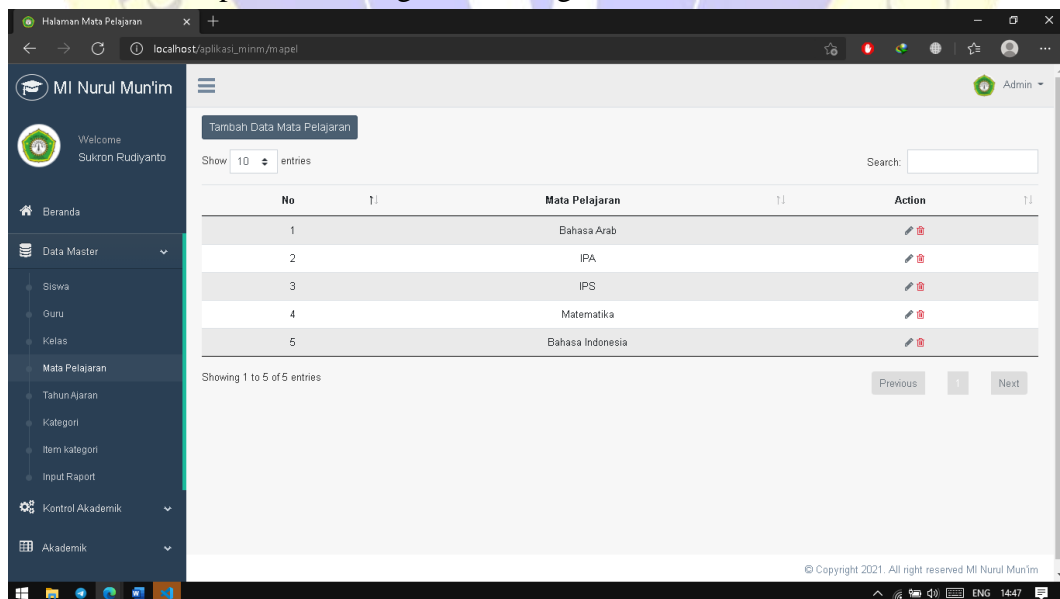 Halaman Mata Pelajaran
localhost/aplikasi_minm/mapel
MI Nurul Mun'im
Admin
Welcome
Sukron Rudiyanto
Tambah Data Mata Pelajaran
Show 10 entries
Search:
No Mata Pelajaran Action
1 Bahasa Arab
2 IPA
3 IPS
4 Matematika
5 Bahasa Indonesia
Showing 1 to 5 of 5 entries
Previous 1 Next
Beranda
Data Master
Siswa
Guru
Kelas
Mata Pelajaran
Tahun Ajaran
Kategori
Item kategori
Input Raport
Kontrol Akademik
Akademik
© Copyright 2021. All right reserved MI Nurul Mun'im
ENG 14:47